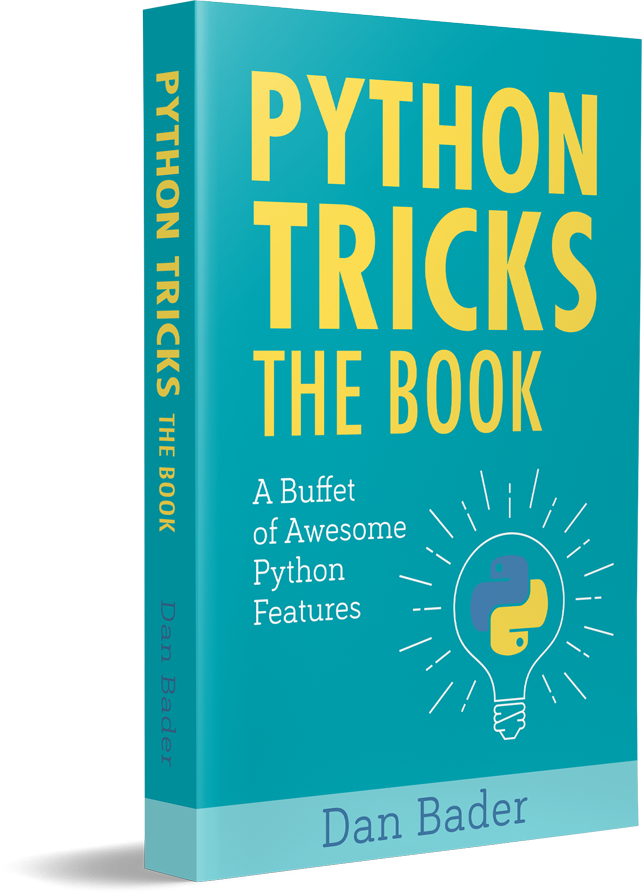 PYTHON TRICKS THE BOOK
Dan Bader
PYTHON
TRICKS
THE BOOK
A Buffet
of Awesome
Python
Features
Dan Bader